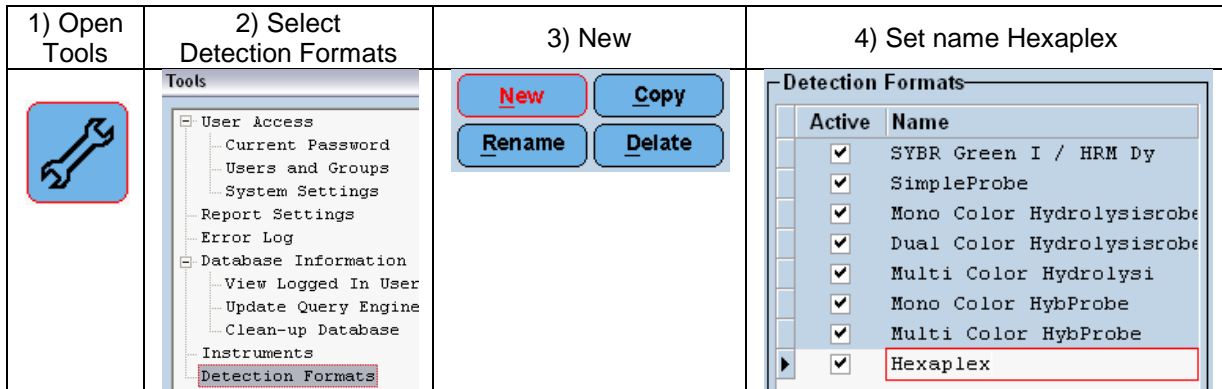 1) Open
Tools
2) Select
Detection Formats
3) New
4) Set name Hexaplex
Tools
User Access
Current Password
Users and Groups
System Settings
Report Settings
Error Log
Database Information
View Logged In User
Update Query Engine
Clean-up Database
Instruments
Detection Formats
New
Copy
Rename
Delate
Detection Formats
Active Name
SYBR Green I / HRM Dy
SimpleProbe
Mono Color Hydrolysisrobe
Dual Color Hydrolysisrobe
Multi Color Hydrolysi
Mono Color HybProbe
Multi Color HybProbe
Hexaplex